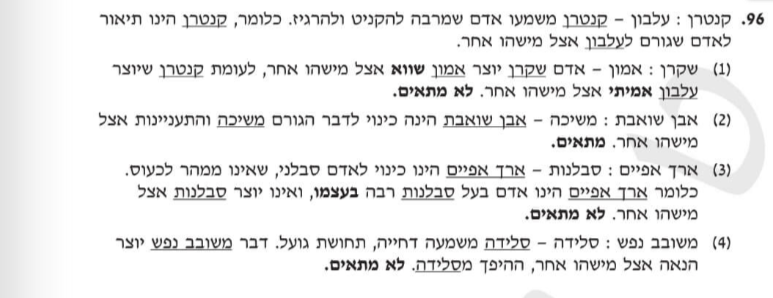 96. קנטרן : עלבון – קנטרן משמעו אדם שמרבה להקניט ולהרגיז. כלומר, קנטרן הינו תיאור
לאדם שגורם לעלבון אצל מישהו אחר.
(1) שקרן : אמון – אדם שקרן יוצר אמון שווא אצל מישהו אחר, לעומת קנטרן שיוצר
עלבון אמיתי אצל מישהו אחר. לא מתאים.
(2) אבן שואבת : משיכה – אבן שואבת הינה כינוי לדבר הגורם משיכה והתעניינות אצל
מישהו אחר. מתאים.
(3) ארך אפיים : סבלנות – ארך אפיים הינו כינוי לאדם סבלני, שאינו ממהר לכעוס.
כלומר ארך אפיים הינו אדם בעל סבלנות רבה בעצמו, ואינו יוצר סבלנות אצל
מישהו אחר. לא מתאים.
(4) משובב נפש : סלידה – סלידה משמעה דחייה, תחושת גועל. דבר משובב נפש יוצר
הנאה אצל מישהו אחר, ההיפך מסלידה. לא מתאים.